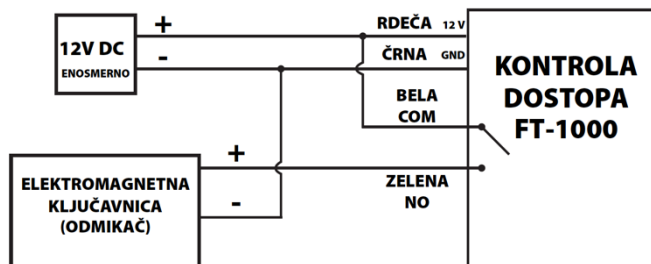 12V DC
ENOSMERNO
+
-
RDEČA 12 V
ČRNA GND
BELA
COM
ZELENA
NO
KONTROLA
DOSTOPA
FT-1000
ELEKTROMAGNETNA
KLJUČAVNICA
(ODMIKAČ)
+
-